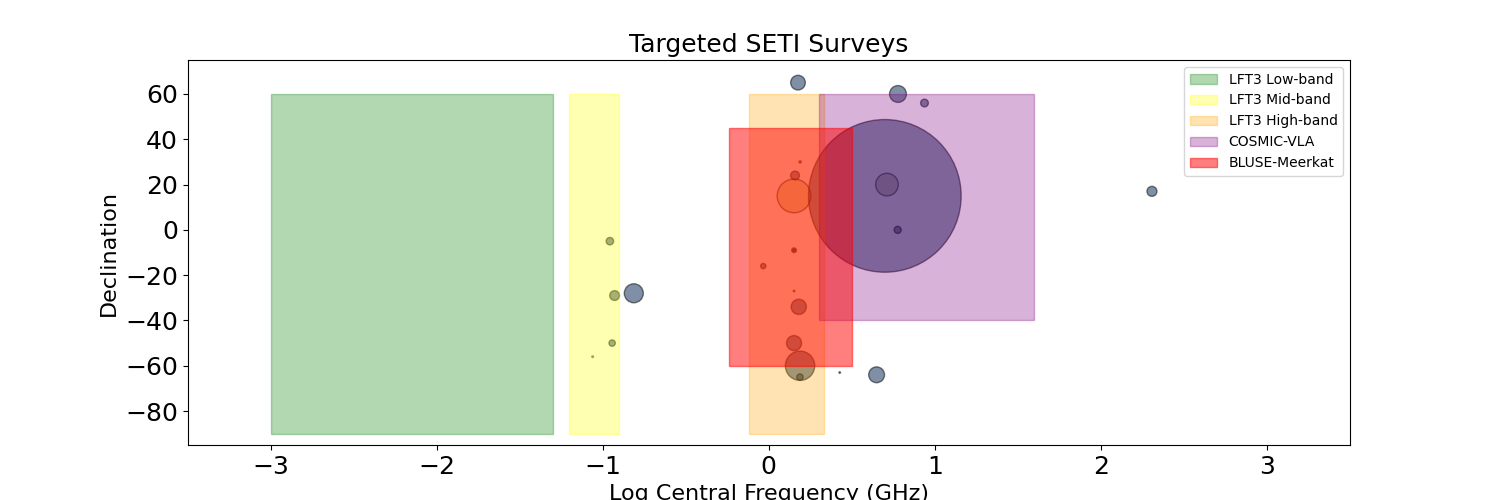 Targeted SETI Surveys
LFT3 Low-band
LFT3 Mid-band
LFT3 High-band
COSMIC-VLA
BLUSE-Meerkat
Declination
60
40
20
0
−20
−40
−60
−80
−3
−2
−1
0
1
2
3
Log Central Frequency (GHz)